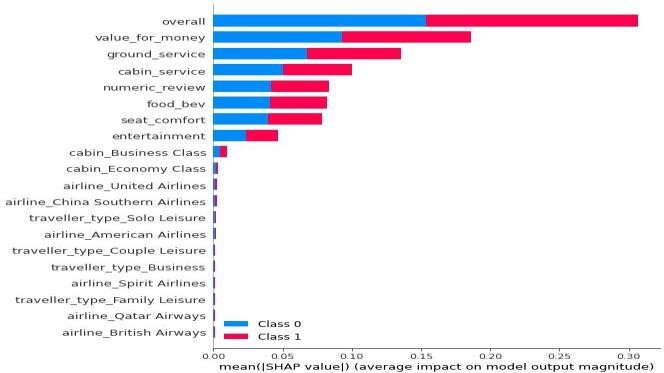 overall
value_for_money
ground_service
cabin_service
numeric_review
food_bev
seat_comfort
entertainment
cabin_Business Class
cabin_Economy Class
airline_United Airlines
airline_China Southern Airlines
traveller_type_Solo Leisure
airline_American Airlines
traveller_type_Couple Leisure
traveller_type_Business
airline_Spirit Airlines
traveller_type_Family Leisure
airline_Qatar Airways
airline_British Airways
Class 0
Class 1
0.00 0.05 0.10 0.15 0.20 0.25 0.30
mean(|SHAP value|) (average impact on model output magnitude)